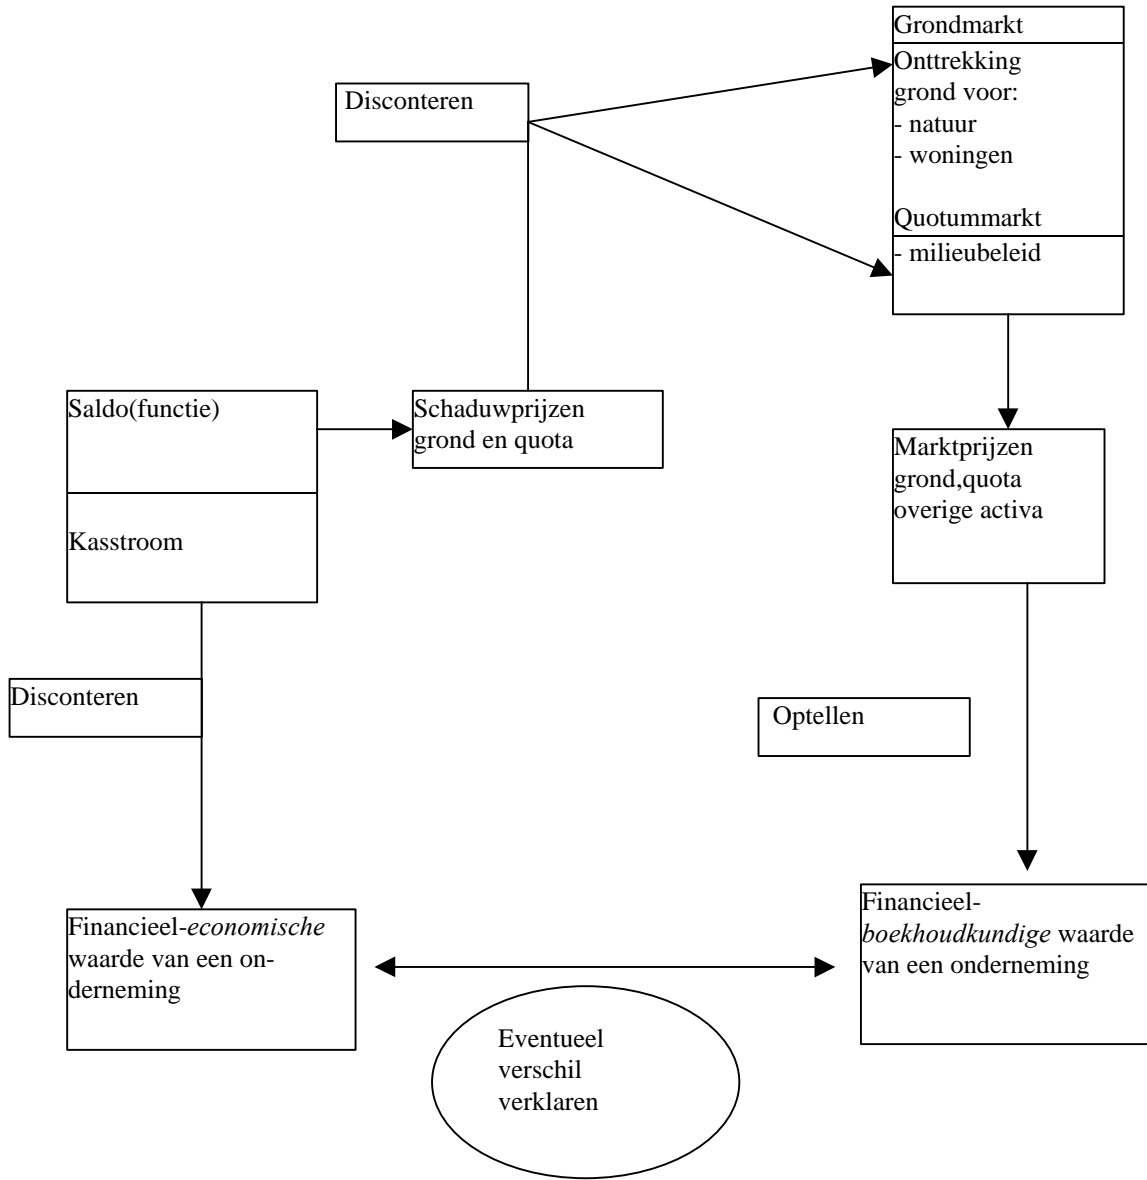 Grondmarkt
Onttrekking
grond voor:
- natuur
- woningen
Quotummarkt
- milieubeleid
Disconteren
Saldo(functie)
Kasstroom
Schaduwprijzen
grond en quota
Marktprijzen
grond,quota
overige activa
Disconteren
Optellen
Financieel-economische
waarde van een on-
derneming
Financieel-
boekhoudkundige waarde
van een onderneming
Eventueel
verschil
verklaren